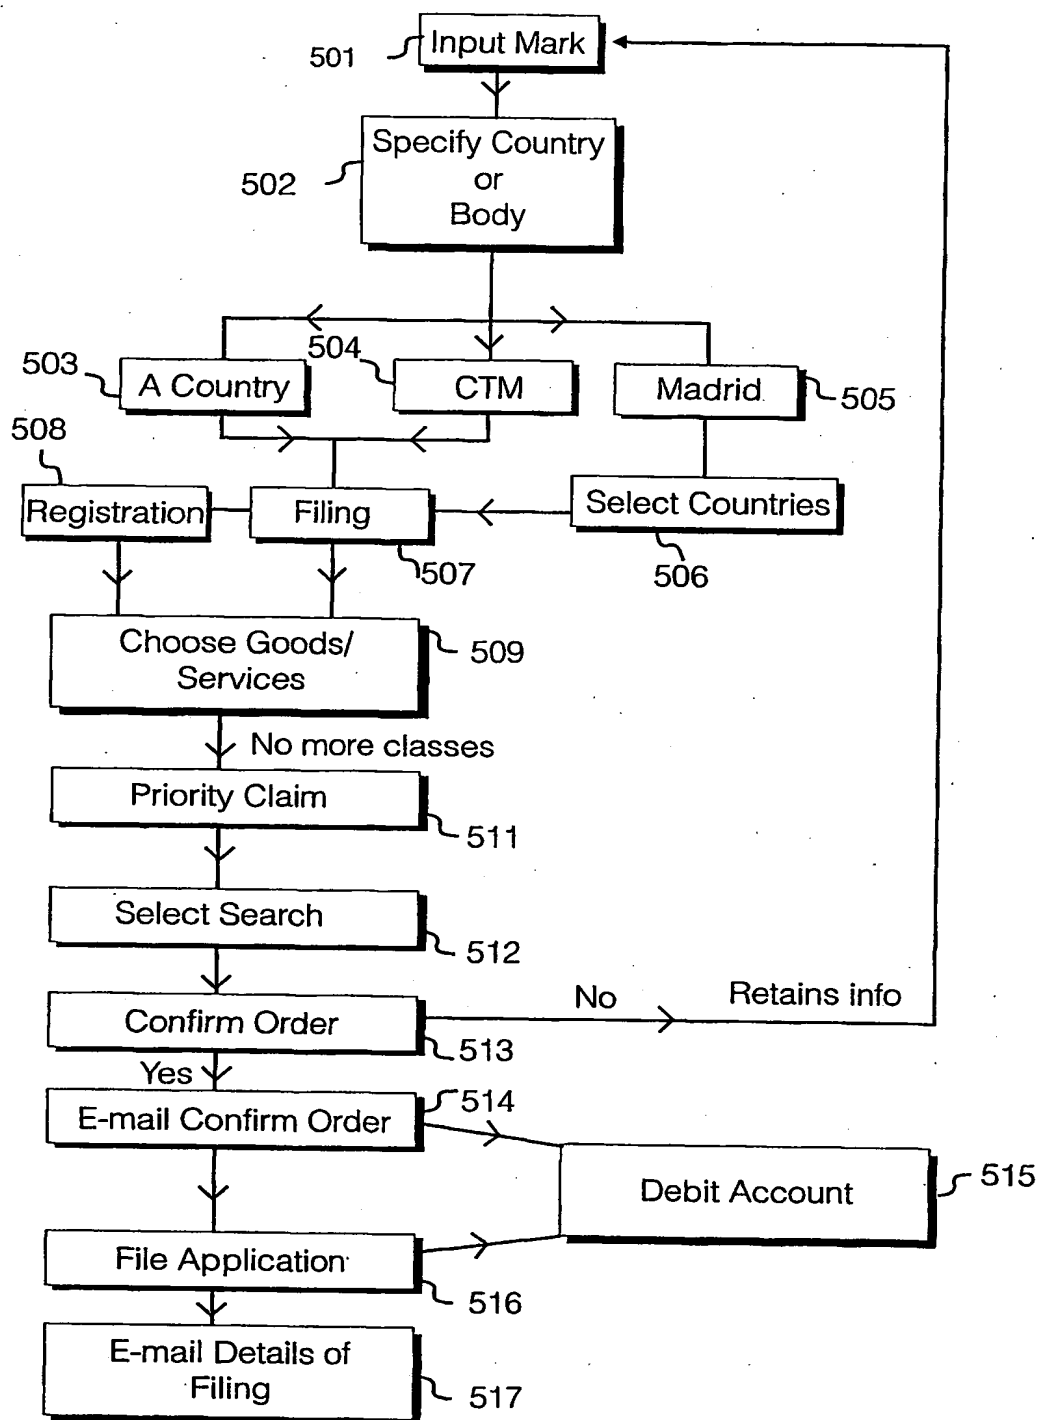 501
Input Mark
502
Specify Country
or
Body
503
A Country
504
CTM
Madrid
505
508
Registration
Filing
507
Select Countries
506
Choose Goods/
Services
509
No more classes
Priority Claim
511
Select Search
512
Confirm Order
513
No
Retains info
Yes
E-mail Confirm Order
514
Debit Account
515
File Application
516
E-mail Details of
Filing
517